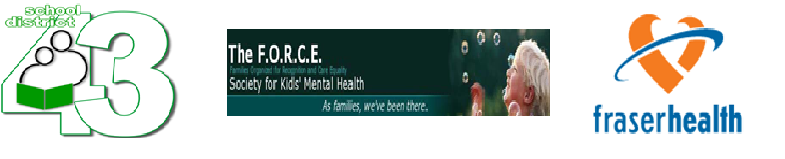 school
district
43
The F.O.R.C.E.
Families Organized for Recognition and Care Equality
Society for Kids' Mental Health
As families, we've been there.
fraserhealth